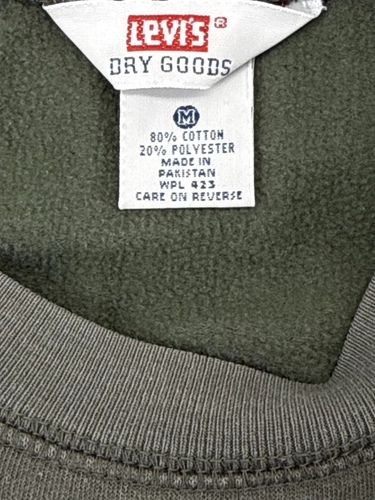 LEVI'S®
DRY GOODS
M
80% COTTON
20% POLYESTER
MADE IN
PAKISTAN
WPL 423
CARE ON REVERSE